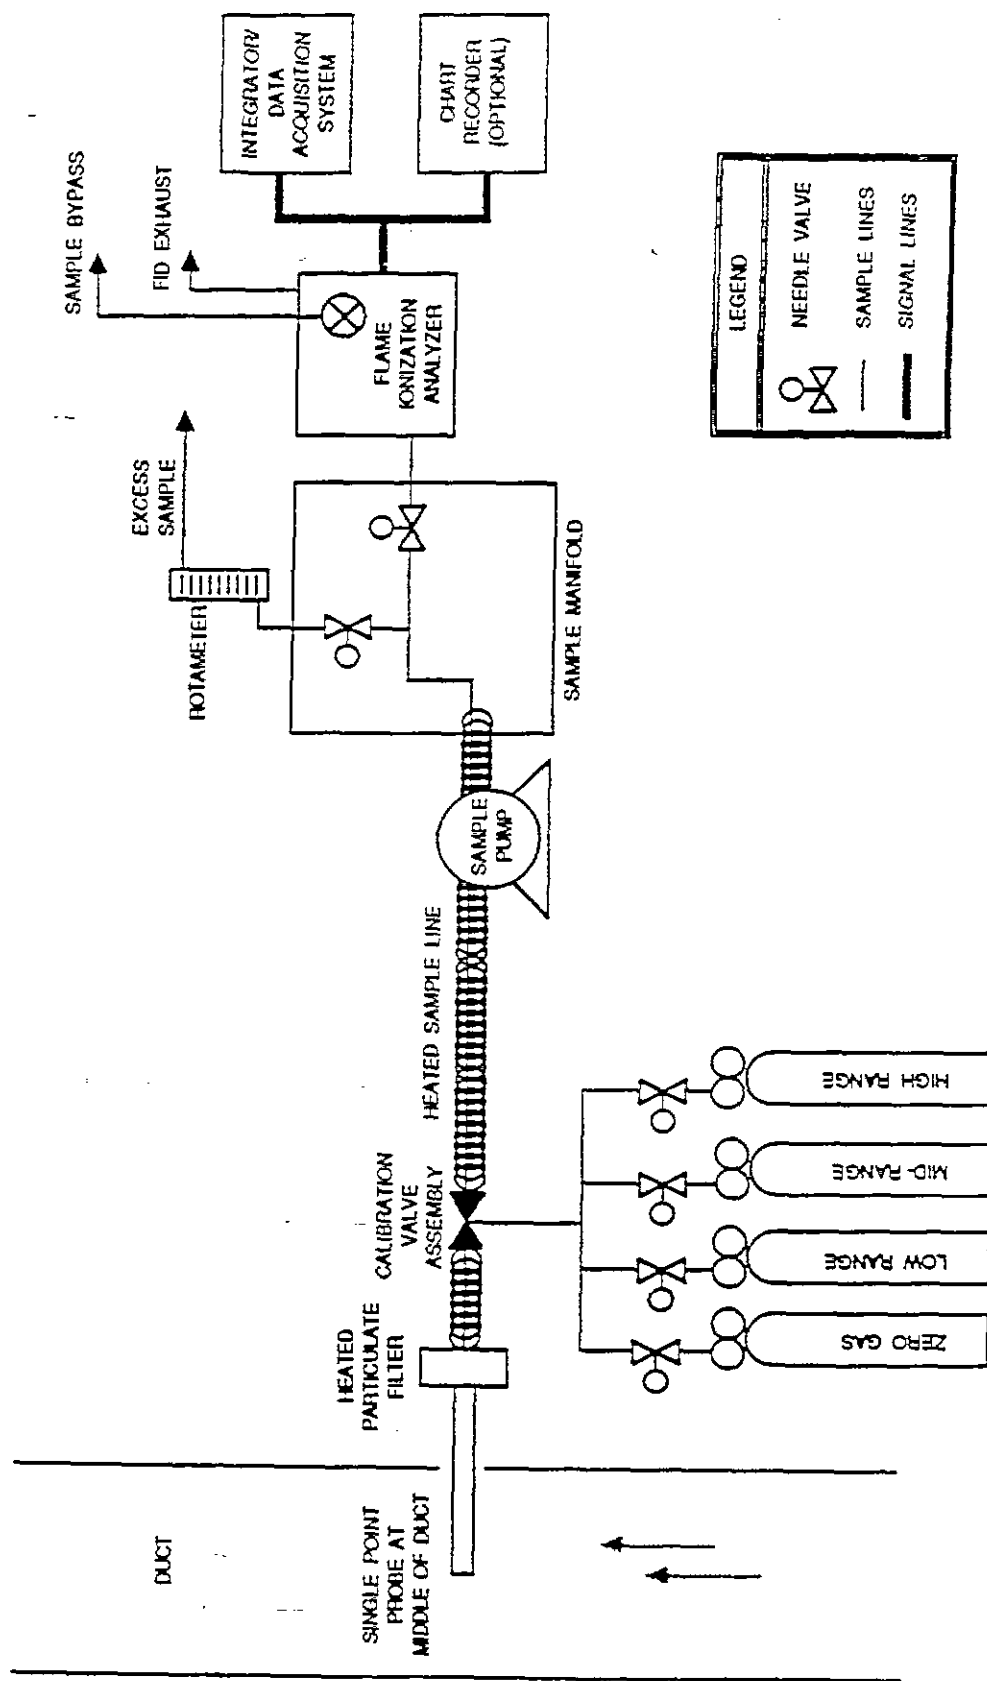 DUCT
SINGLE POINT
PROBE AT
MIDDLE OF DUCT
HEATED
PARTICULATE
FILTER
CALIBRATION
VALVE
ASSEMBLY
HEATED SAMPLE LINE
SAMPLE
PUMP
ROTAMETER
EXCESS
SAMPLE
SAMPLE MANIFOLD
SAMPLE BYPASS
FID EXHAUST
FLAME
IONIZATION
ANALYZER
INTEGRATOR/
DATA
ACQUISITION
SYSTEM
CHART
RECORDER
(OPTIONAL)
ZERO GAS
LOW RANGE
MID-RANGE
HIGH RANGE
LEGEND
NEEDLE VALVE
SAMPLE LINES
SIGNAL LINES